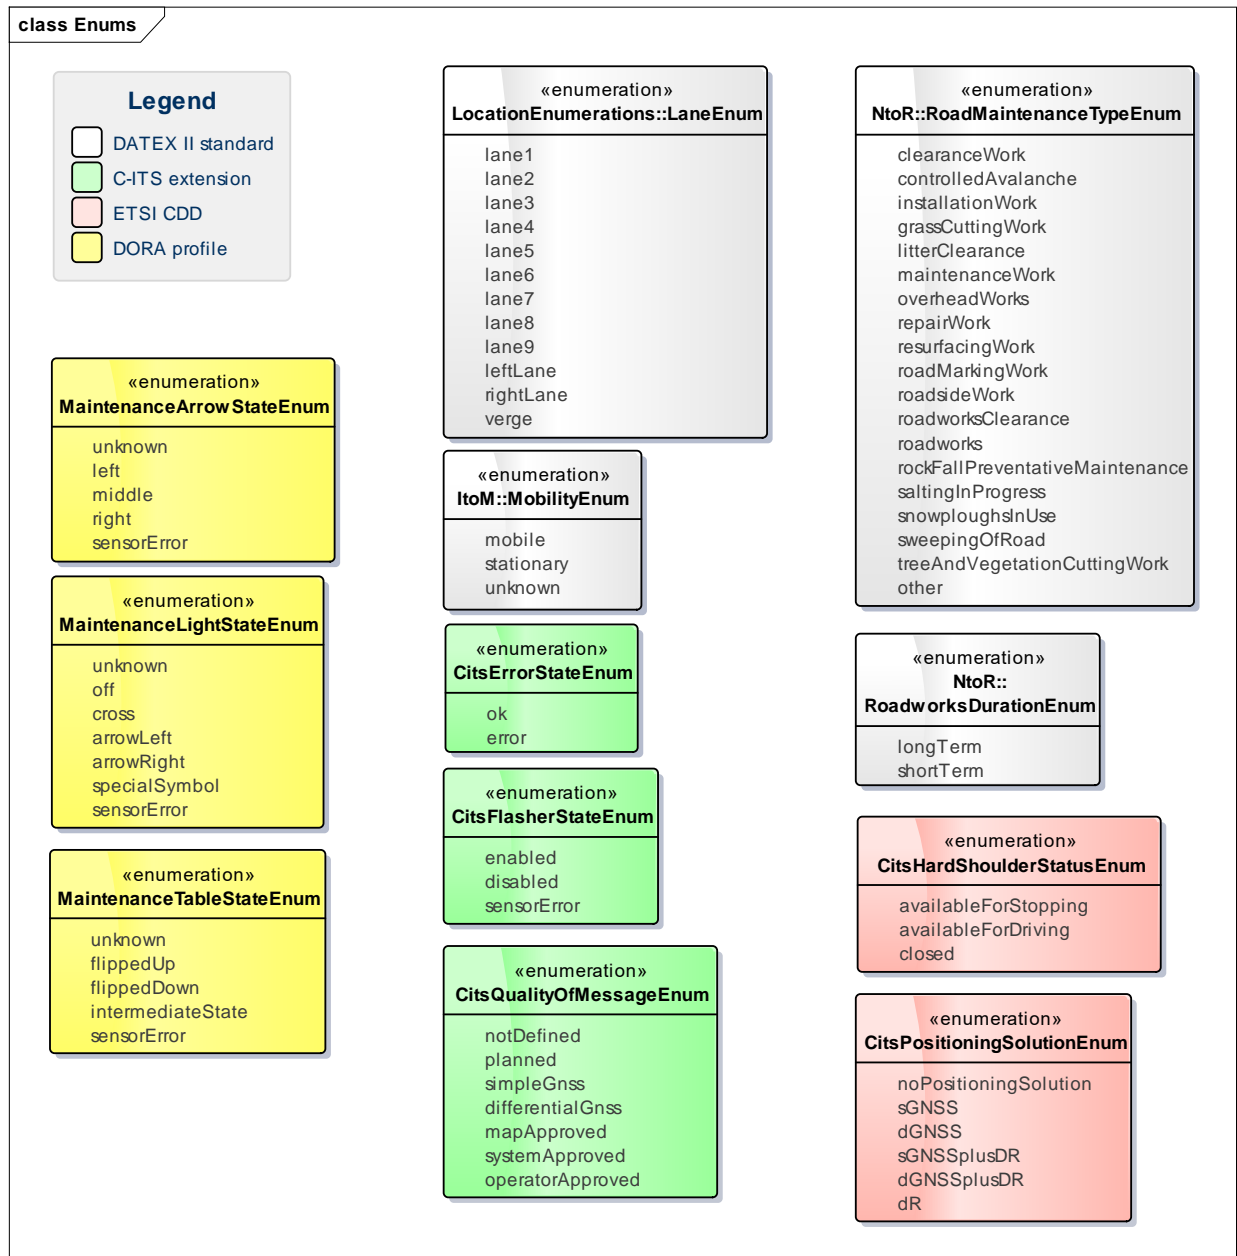 class Enums
Legend
DATEX II standard
C-ITS extension
ETSI CDD
DORA profile
«enumeration»
MaintenanceArrowStateEnum
unknown
left
middle
right
sensorError
«enumeration»
MaintenanceLightStateEnum
unknown
off
cross
arrowLeft
arrowRight
specialSymbol
sensorError
«enumeration»
MaintenanceTableStateEnum
unknown
flippedUp
flippedDown
intermediateState
sensorError
«enumeration»
LocationEnumerations::LaneEnum
lane1
lane2
lane3
lane4
lane5
lane6
lane7
lane8
lane9
leftLane
rightLane
verge
«enumeration»
ItoM::MobilityEnum
mobile
stationary
unknown
«enumeration»
CitsErrorStateEnum
ok
error
«enumeration»
CitsFlasherStateEnum
enabled
disabled
sensorError
«enumeration»
CitsQualityOfMessageEnum
notDefined
planned
simpleGnss
differentialGnss
mapApproved
systemApproved
operatorApproved
«enumeration»
NtoR::RoadMaintenanceTypeEnum
clearanceWork
controlledAvalanche
installationWork
grassCuttingWork
litterClearance
maintenanceWork
overheadWorks
repairWork
resurfacingWork
roadMarkingWork
roadsideWork
roadworksClearance
roadworks
rockFallPreventativeMaintenance
saltingInProgress
snowploughsInUse
sweepingOfRoad
treeAndVegetationCuttingWork
other
«enumeration»
NtoR::
RoadworksDurationEnum
longTerm
shortTerm
«enumeration»
CitsHardShoulderStatusEnum
availableForStopping
availableForDriving
closed
«enumeration»
CitsPositioningSolutionEnum
noPositioningSolution
sGNSS
dGNSS
sGNSSplusDR
dGNSSplusDR
dR